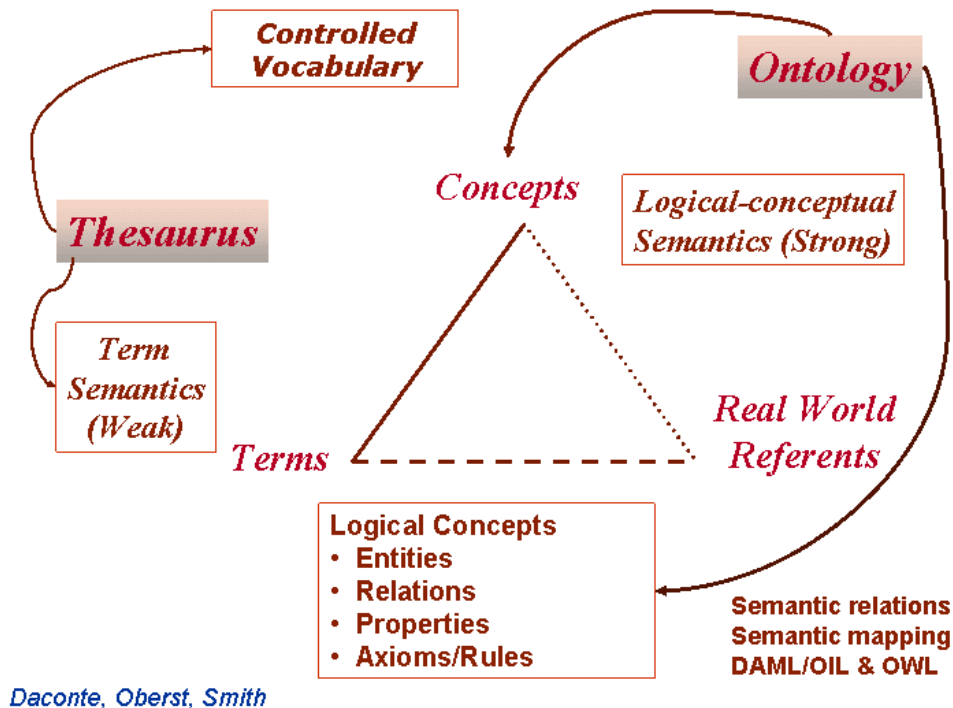 Controlled
Vocabulary
Ontology
Concepts
Logical-conceptual
Semantics (Strong)
Thesaurus
Term
Semantics
(Weak)
Real World
Referents
Terms
Logical Concepts
• Entities
• Relations
• Properties
• Axioms/Rules
Semantic relations
Semantic mapping
DAML/OIL & OWL
Daconte, Oberst, Smith